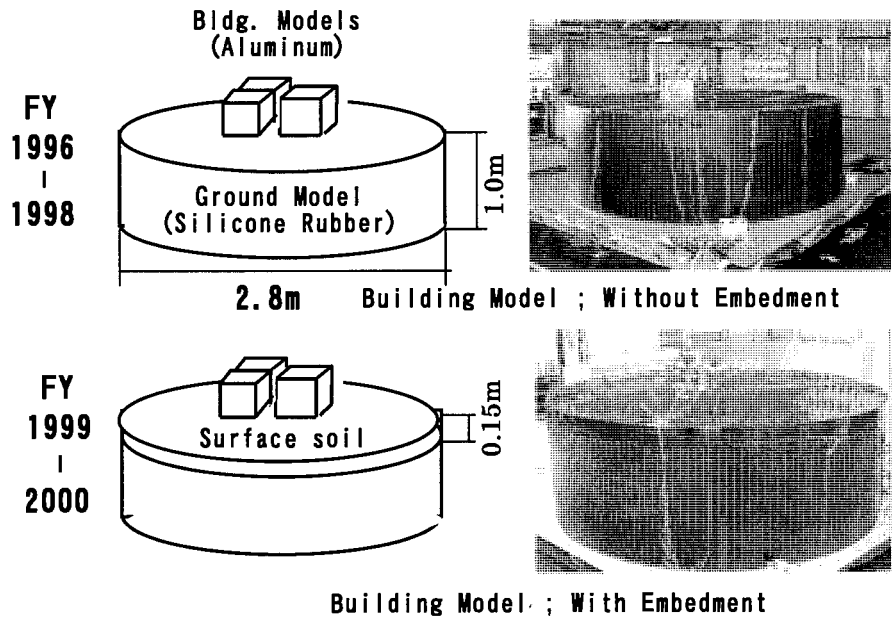 Bldg. Models
(Aluminum)
FY
1996
-
1998
Ground Model
(Silicone Rubber)
1.0m
2.8m
Building Model ; Without Embedment
FY
1999
-
2000
Surface soil
0.15m
Building Model ; With Embedment